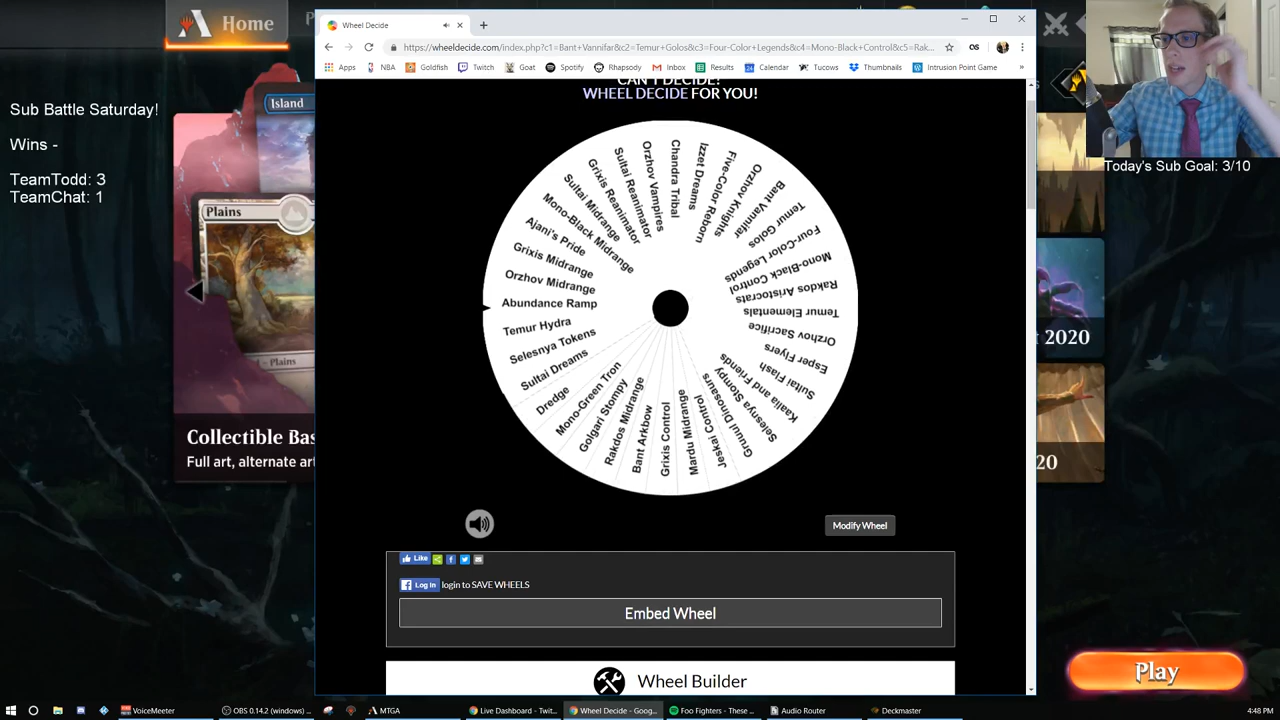 Home
Sub Battle Saturday!
Wins -
TeamTodd: 3
TeamChat: 1
Island
Plains
- Plains
Collectible Bas
Full art, alternate arti
Wheel Decide
https://wheeldecide.com/index.php?c1=Bant+Vannifar&c2=Temur+Golos&c3=Four-Color+Legends&c4=Mono-Black+Control&c5=Rak...
Apps
NBA
Goldfish
Twitch
Goat
Spotify
Rhapsody
Inbox
Results
Calendar
Tucows
Thumbnails
Intrusion Point Game
»
CAN'T DECIDE?
WHEEL DECIDE FOR YOU!
Chandra Tribal
Izzet Dreams
Five-Color Reborn
Orzhov Knights
Bant Vannifar
Temur Golos
Four-Color Legends
Mono-Black Control
Rakdos Aristocrats
Temur Elementals
Orzhov Sacrifice
Esper Flyers
Sultai Flash
Kaalia and Friends
Selesnya Stompy
Gruul Dinosaurs
Jeskai Control
Mardu Midrange
Grixis Control
Bant Arkbow
Rakdos Midrange
Golgari Stompy
Mono-Green Tron
Dredge
Sultai Dreams
Selesnya Tokens
Temur Hydra
Abundance Ramp
Orzhov Midrange
Grixis Midrange
Ajani's Pride
Mono-Black Midrange
Sultai Midrange
Grixis Reanimator
Sultai Reanimator
Orzhov Vampires
Modify Wheel
Like
Log In login to SAVE WHEELS
Embed Wheel
Wheel Builder
Today's Sub Goal: 3/10
2020
20
Play
VoiceMeeter
OBS 0.14.2 (windows) ...
MTGA
Live Dashboard - Twit...
Wheel Decide - Goog...
Foo Fighters - These ...
Audio Router
Deckmaster
4:48 PM